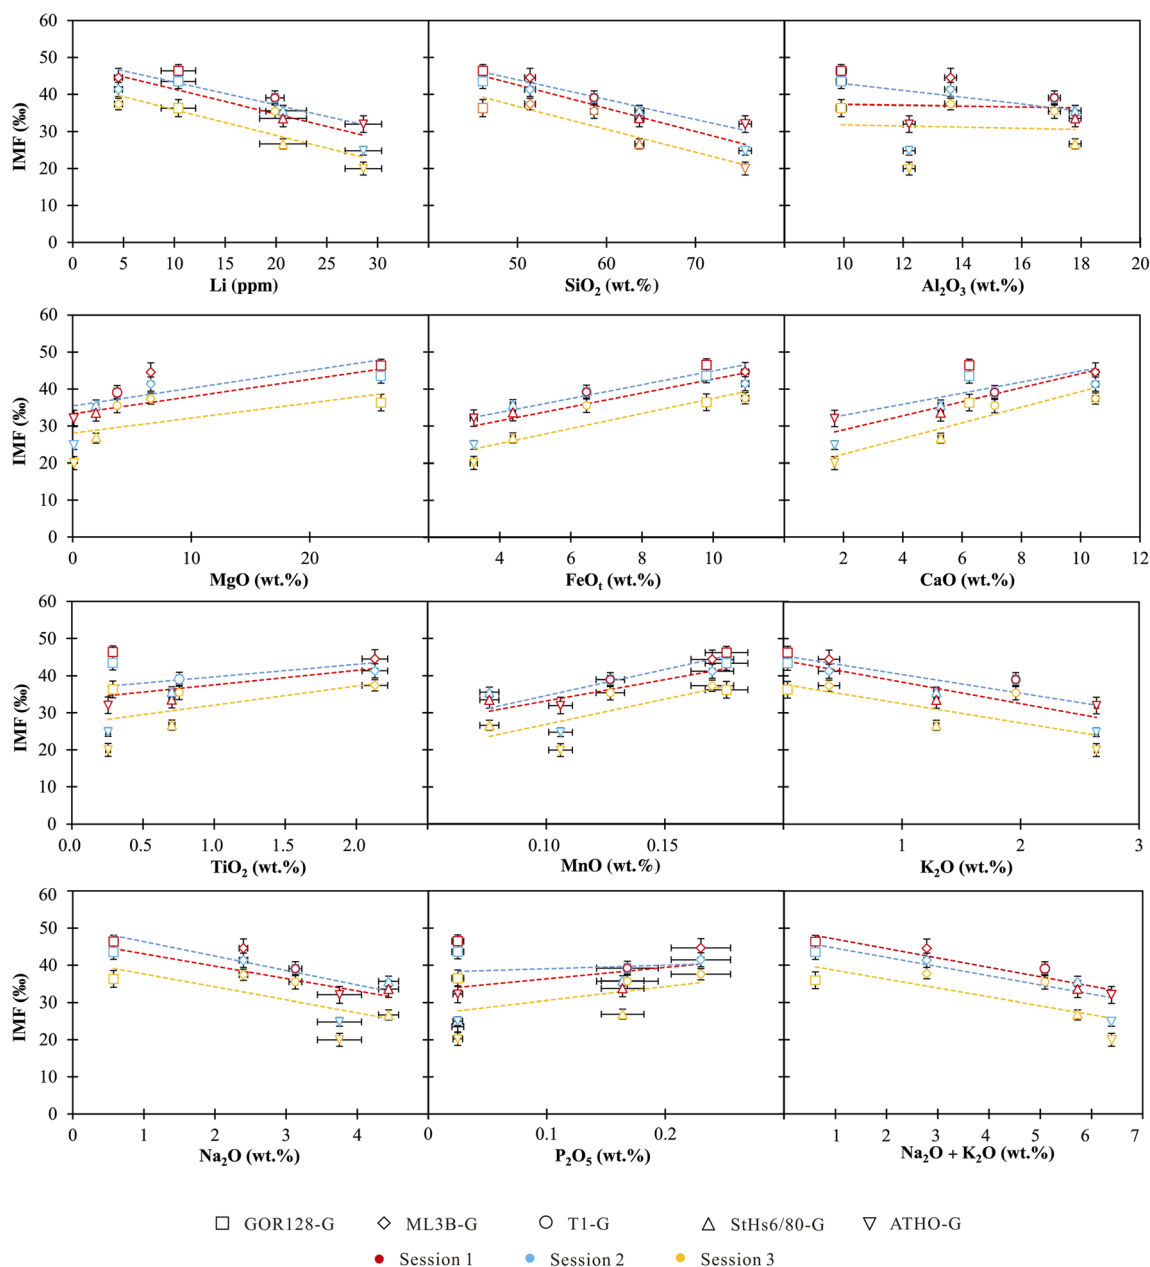 60
50
40
30
20
10
0
IMF (‰)
0 5 10 15 20 25 30
50 60 70
10 12 14 16 18 20
Li (ppm)
SiO₂ (wt.%)
Al₂O₃ (wt.%)
60
50
40
30
20
10
0
IMF (‰)
0 10 20
4 6 8 10
2 4 6 8 10 12
MgO (wt.%)
FeOₜ (wt.%)
CaO (wt.%)
60
50
40
30
20
10
0
IMF (‰)
0.0 0.5 1.0 1.5 2.0
0.10 0.15
1 2 3
TiO₂ (wt.%)
MnO (wt.%)
K₂O (wt.%)
60
50
40
30
20
10
0
IMF (‰)
0 1 2 3 4
0 0.1 0.2
1 2 3 4 5 6 7
Na₂O (wt.%)
P₂O₅ (wt.%)
Na₂O + K₂O (wt.%)
GOR128-G ML3B-G T1-G StHs6/80-G ATHO-G
Session 1 Session 2 Session 3